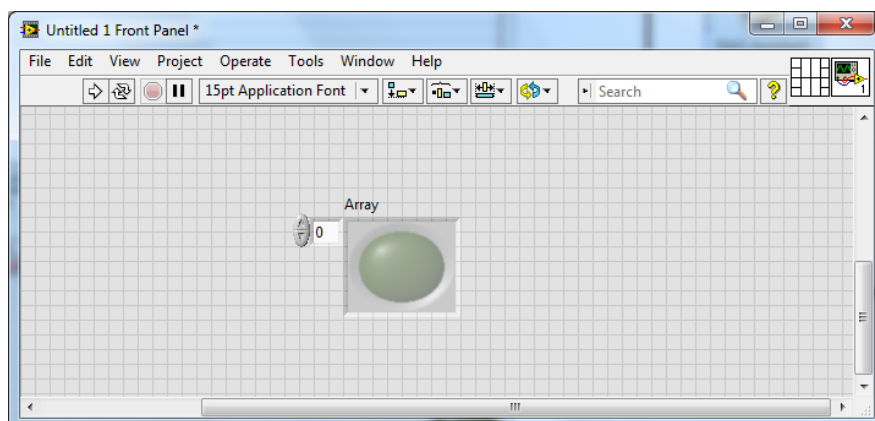 Untitled 1 Front Panel *
File Edit View Project Operate Tools Window Help
15pt Application Font Search ? 1
Array
0